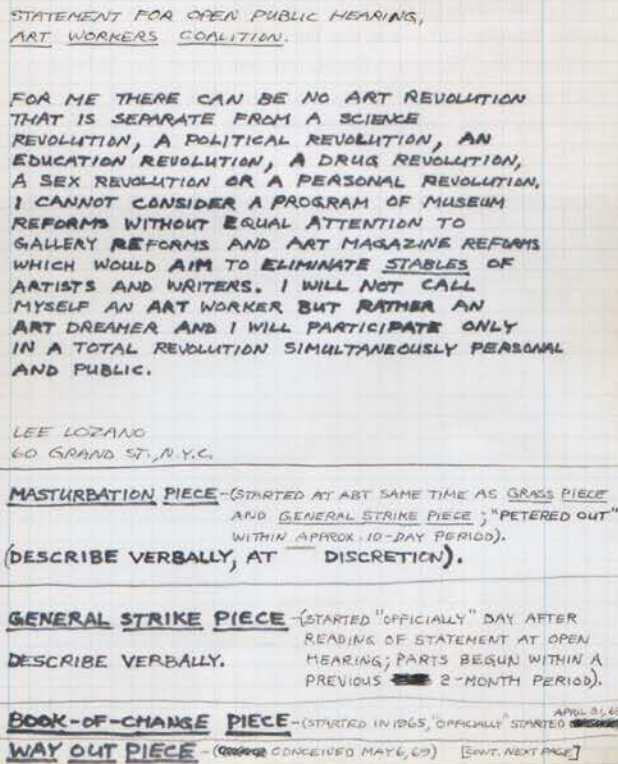 STATEMENT FOR OPEN PUBLIC HEARING,
ART WORKERS COALITION.
FOR ME THERE CAN BE NO ART REVOLUTION
THAT IS SEPARATE FROM A SCIENCE
REVOLUTION, A POLITICAL REVOLUTION, AN
EDUCATION REVOLUTION, A DRUG REVOLUTION,
A SEX REVOLUTION OR A PERSONAL REVOLUTION.
I CANNOT CONSIDER A PROGRAM OF MUSEUM
REFORMS WITHOUT EQUAL ATTENTION TO
GALLERY REFORMS AND ART MAGAZINE REFORMS
WHICH WOULD AIM TO ELIMINATE STABLES OF
ARTISTS AND WRITERS. I WILL NOT CALL
MYSELF AN ART WORKER BUT RATHER AN
ART DREAMER AND I WILL PARTICIPATE ONLY
IN A TOTAL REVOLUTION SIMULTANEOUSLY PERSONAL
AND PUBLIC.
LEE LOZANO
60 GRAND ST., N.Y.C.
MASTURBATION PIECE-(STARTED AT ABT SAME TIME AS GRASS PIECE
AND GENERAL STRIKE PIECE; "PETERED OUT"
WITHIN APPROX. 10-DAY PERIOD).
(DESCRIBE VERBALLY, AT DISCRETION).
GENERAL STRIKE PIECE-(STARTED "OFFICIALLY" DAY AFTER
READING OF STATEMENT AT OPEN
DESCRIBE VERBALLY. HEARING; PARTS BEGUN WITHIN A
PREVIOUS 2-MONTH PERIOD).
BOOK-OF-CHANGE PIECE-(STARTED IN 1965, "OFFICIALLY" STARTED APRIL
WAY OUT PIECE-( CONCEIVED MAY 6, 69) [CONT. NEXT PAGE]